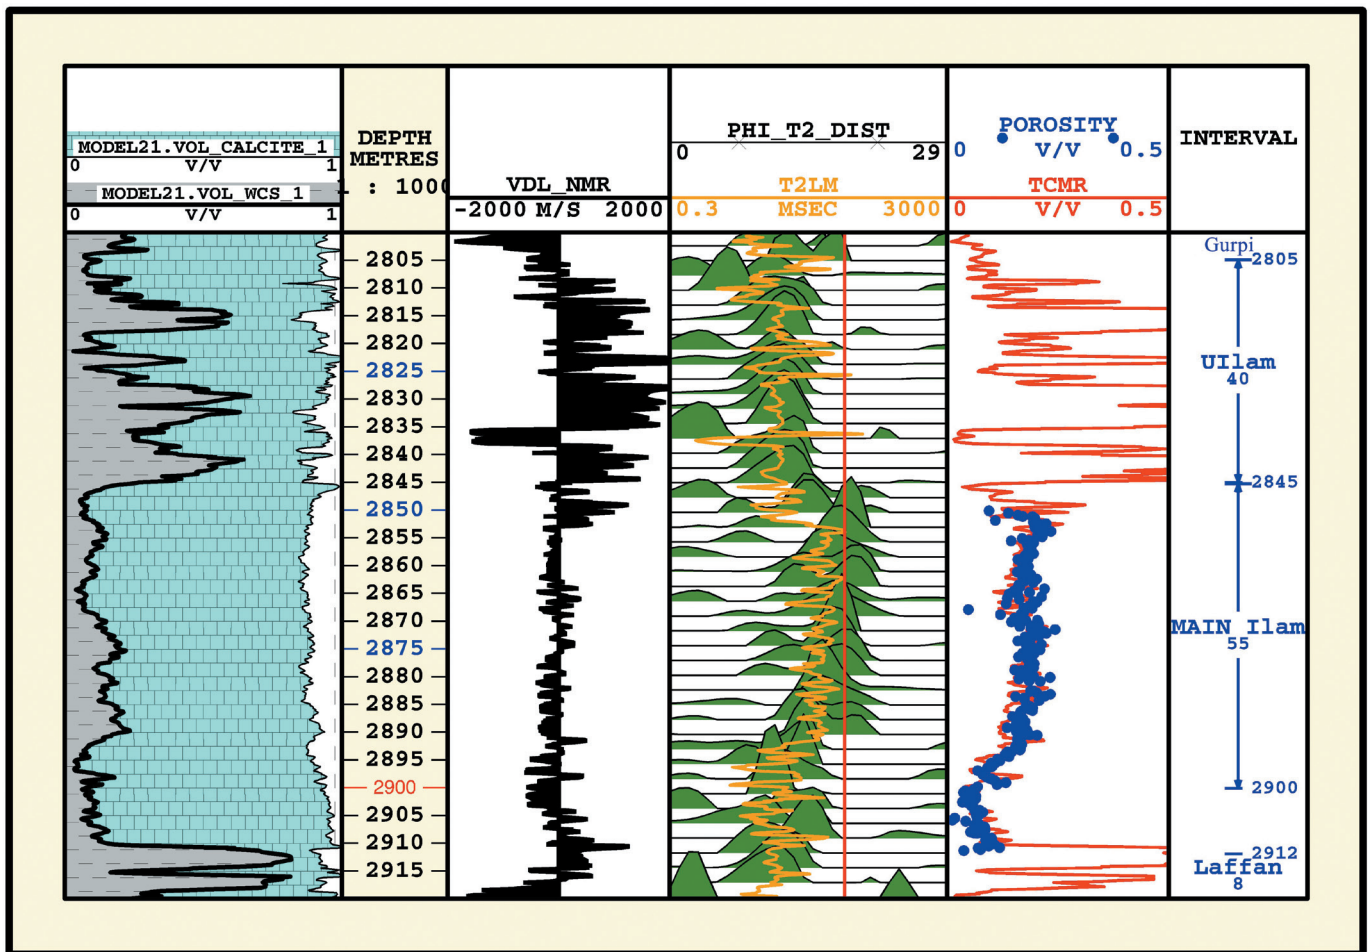 MODEL21.VOL_CALCITE_1
0 V/V 1
MODEL21.VOL_WCS_1
0 V/V 1
DEPTH
METRES
1 : 1000
VDL_NMR
-2000 M/S 2000
PHI_T2_DIST
0 29
T2LM
0.3 MSEC 3000
POROSITY
0 V/V 0.5
TCMR
0 V/V 0.5
INTERVAL
2805
2810
2815
2820
2825
2830
2835
2840
2845
2850
2855
2860
2865
2870
2875
2880
2885
2890
2895
2900
2905
2910
2915
Gurpi
2805
UIlam
40
2845
MAIN Ilam
55
2900
2912
Laffan
8